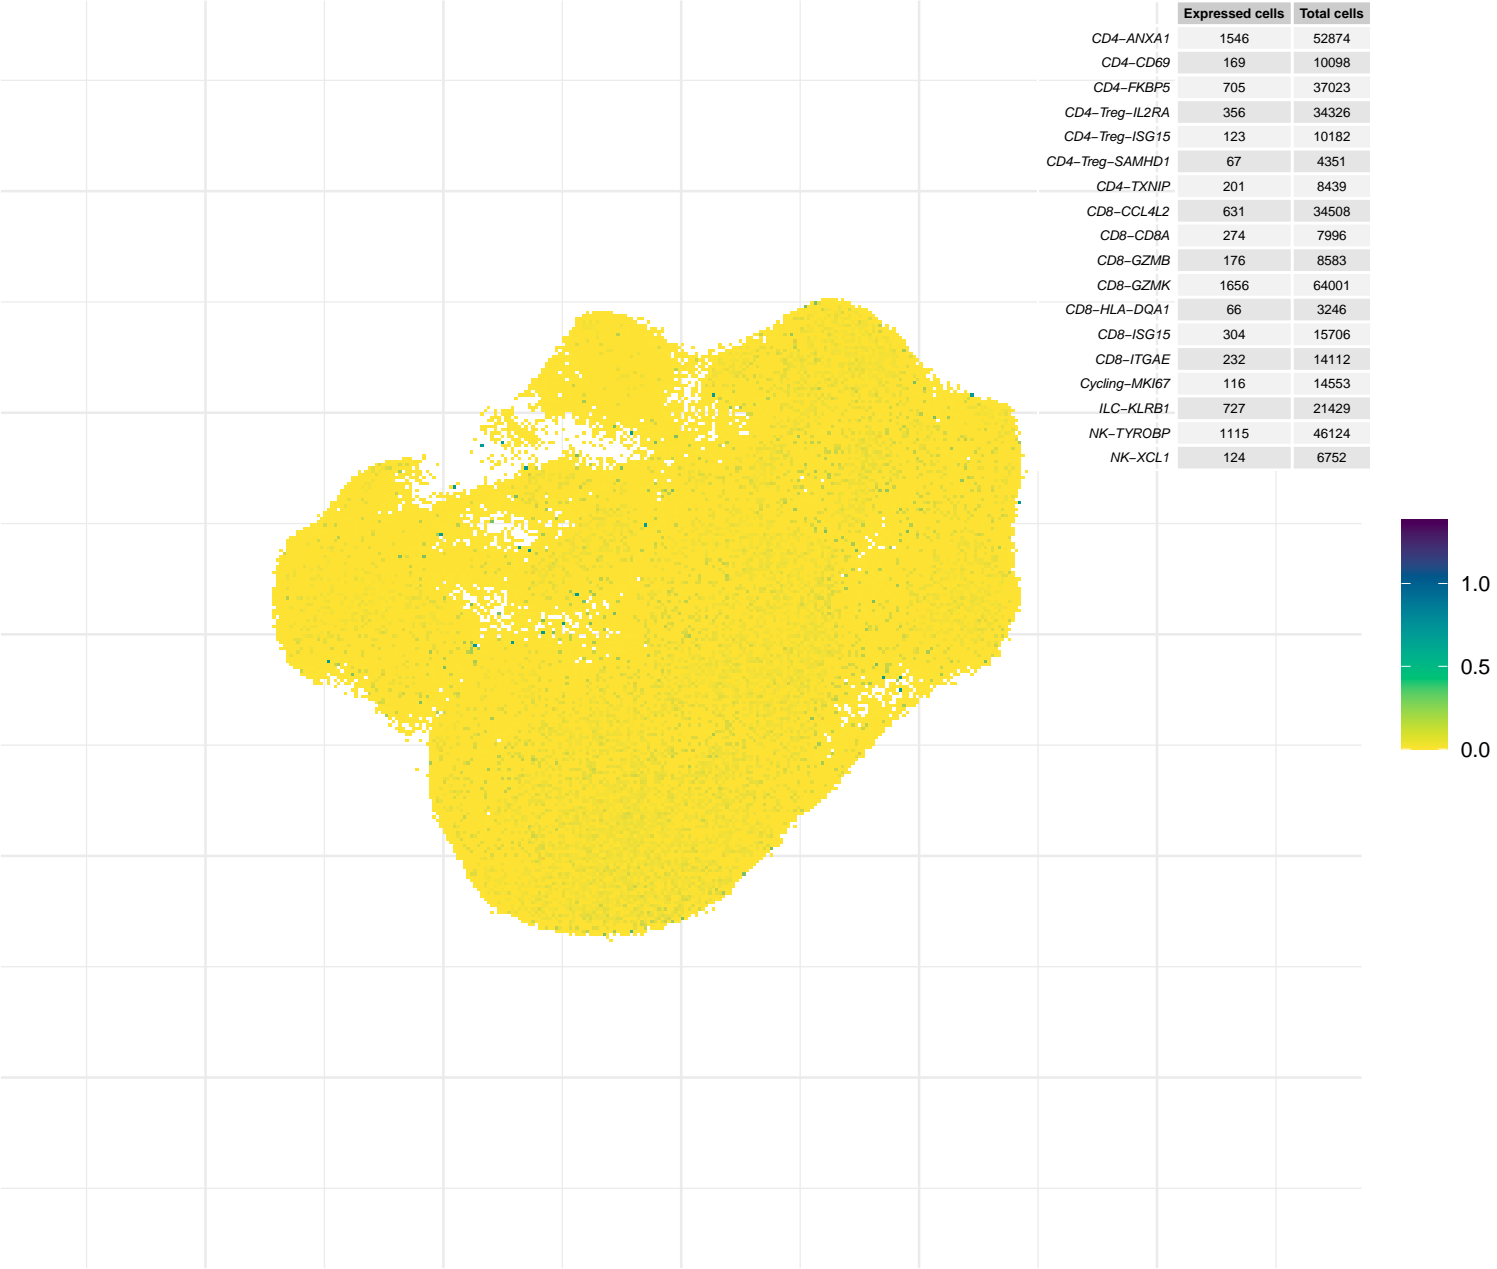 Expressed cells Total cells
CD4−ANXA1 1546 52874
CD4−CD69 169 10098
CD4−FKBP5 705 37023
CD4−Treg−IL2RA 356 34326
CD4−Treg−ISG15 123 10182
CD4−Treg−SAMHD1 67 4351
CD4−TXNIP 201 8439
CD8−CCL4L2 631 34508
CD8−CD8A 274 7996
CD8−GZMB 176 8583
CD8−GZMK 1656 64001
CD8−HLA−DQA1 66 3246
CD8−ISG15 304 15706
CD8−ITGAE 232 14112
Cycling−MKI67 116 14553
ILC−KLRB1 727 21429
NK−TYROBP 1115 46124
NK−XCL1 124 6752
1.0
0.5
0.0